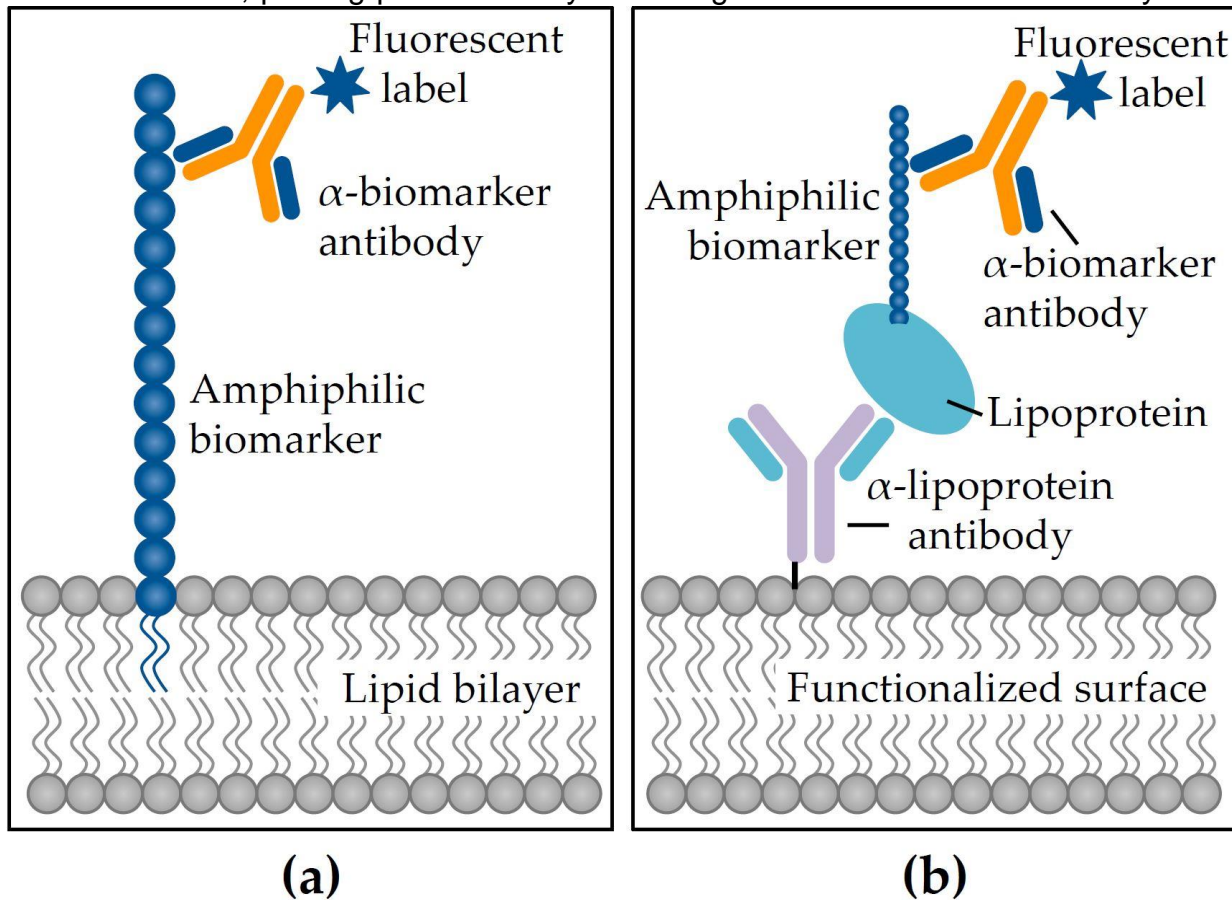 Fluorescent
label
α-biomarker
antibody
Amphiphilic
biomarker
Lipid bilayer
(a)
Fluorescent
label
Amphiphilic
biomarker
α-biomarker
antibody
Lipoprotein
α-lipoprotein
antibody
Functionalized surface
(b)